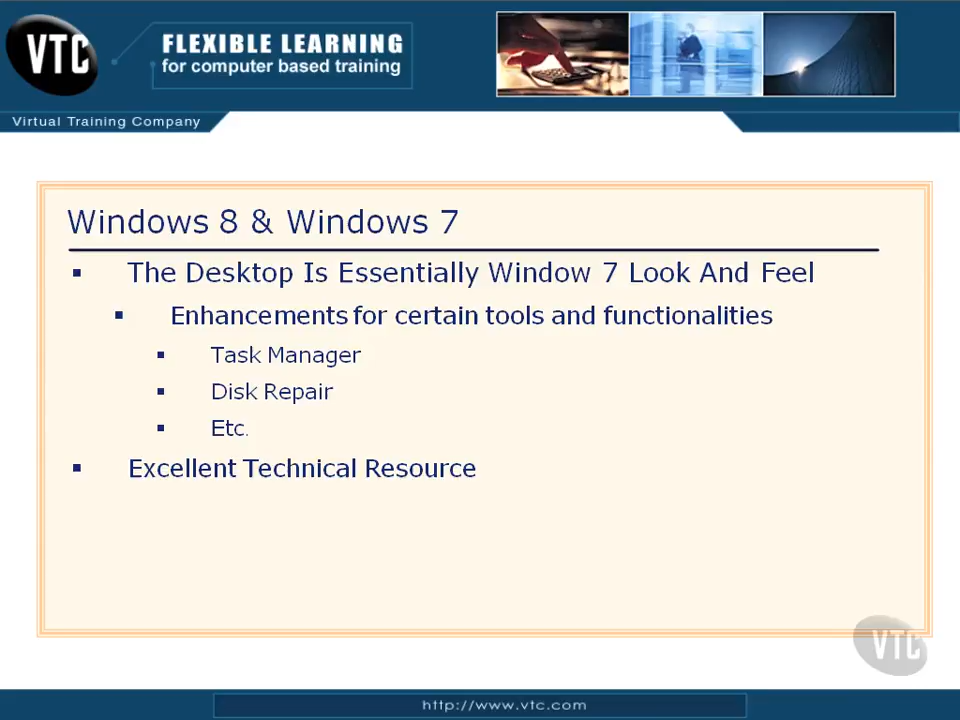 VTC
FLEXIBLE LEARNING
for computer based training
Virtual Training Company
Windows 8 & Windows 7
▪ The Desktop Is Essentially Window 7 Look And Feel
▪ Enhancements for certain tools and functionalities
▪ Task Manager
▪ Disk Repair
▪ Etc.
▪ Excellent Technical Resource
VTC
http://www.vtc.com